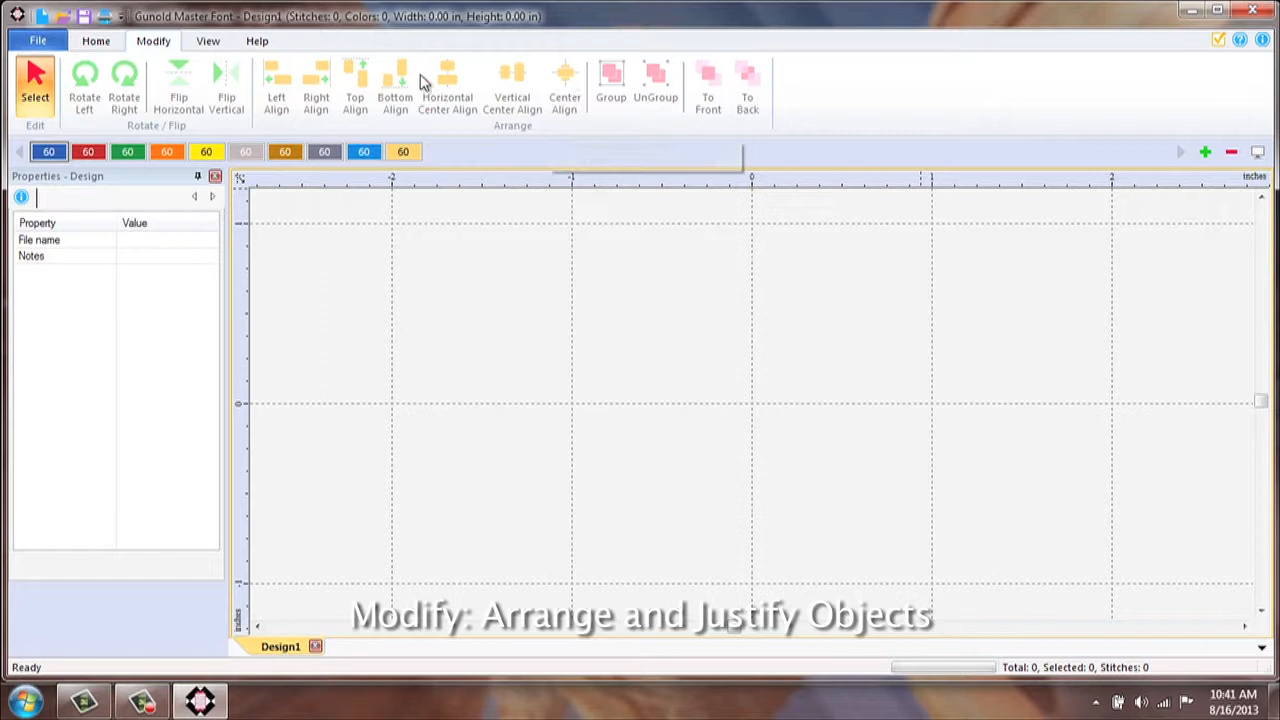 Gunold Master Font - Design1 (Stitches: 0, Colors: 0, Width: 0.00 in, Height: 0.00 in)
File Home Modify View Help
Select Rotate Left Rotate Right Flip Horizontal Flip Vertical Left Align Right Align Top Align Bottom Align Horizontal Center Align Vertical Center Align Center Align Group UnGroup To Front To Back
Edit Rotate / Flip Arrange
60 60 60 60 60 60 60 60 60 60
Properties - Design
-2 -1 0 1 2 inches
Property Value
File name
Notes
1
0
-1
inches
Modify: Arrange and Justify Objects
Design1
Ready Total: 0, Selected: 0, Stitches: 0
10:41 AM
8/16/2013